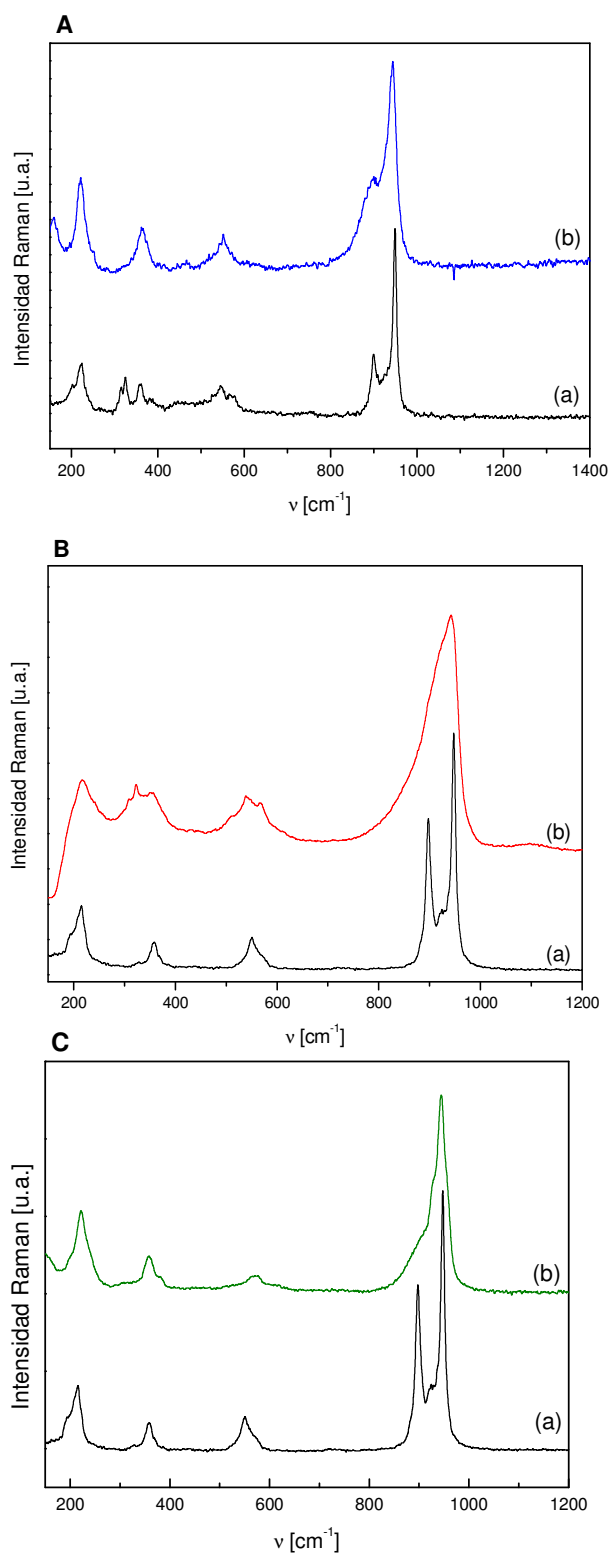 A
Intensidad Raman [u.a.]
(b)
(a)
200 400 600 800 1000 1200 1400
ν [cm⁻¹]
B
Intensidad Raman [u.a.]
(b)
(a)
200 400 600 800 1000 1200
ν [cm⁻¹]
C
Intensidad Raman [u.a.]
(b)
(a)
200 400 600 800 1000 1200
ν [cm⁻¹]